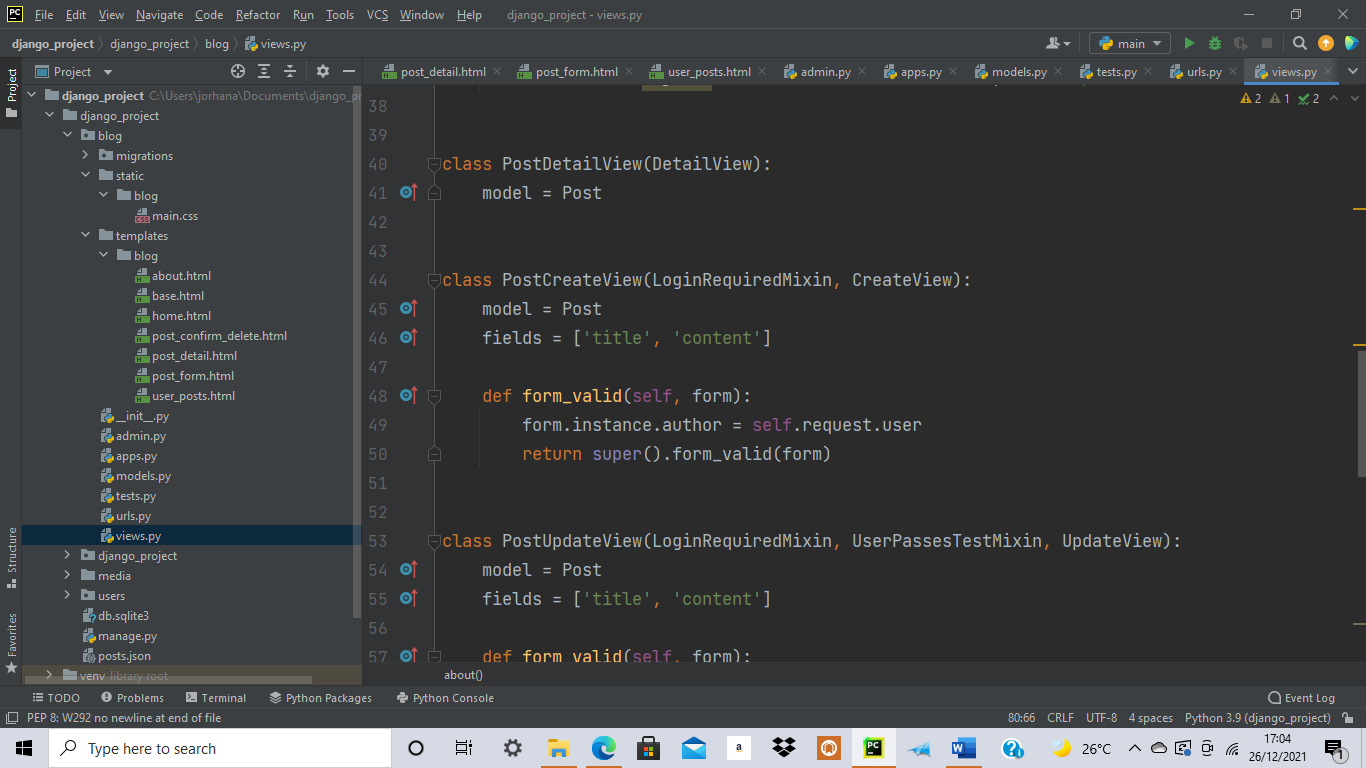 PC File Edit View Navigate Code Refactor Run Tools VCS Window Help django_project - views.py
django_project django_project blog views.py main
Project
Project
post_detail.html post_form.html user_posts.html admin.py apps.py models.py tests.py urls.py views.py
django_project C:\Users\jorhana\Documents\django_pr
django_project
blog
migrations
static
blog
main.css
templates
blog
about.html
base.html
home.html
post_confirm_delete.html
post_detail.html
post_form.html
user_posts.html
__init__.py
admin.py
apps.py
models.py
tests.py
urls.py
views.py
django_project
media
users
db.sqlite3
manage.py
posts.json
venv library root
Structure
Favorites
2 1 2
38
39
40 class PostDetailView(DetailView):
41     model = Post
42
43
44 class PostCreateView(LoginRequiredMixin, CreateView):
45     model = Post
46     fields = ['title', 'content']
47
48     def form_valid(self, form):
49         form.instance.author = self.request.user
50         return super().form_valid(form)
51
52
53 class PostUpdateView(LoginRequiredMixin, UserPassesTestMixin, UpdateView):
54     model = Post
55     fields = ['title', 'content']
56
57     def form_valid(self, form):
about()
TODO Problems Terminal Python Packages Python Console Event Log
PEP 8: W292 no newline at end of file 80:66 CRLF UTF-8 4 spaces Python 3.9 (django_project)
Type here to search a PC W 26°C 17:04
26/12/2021 1